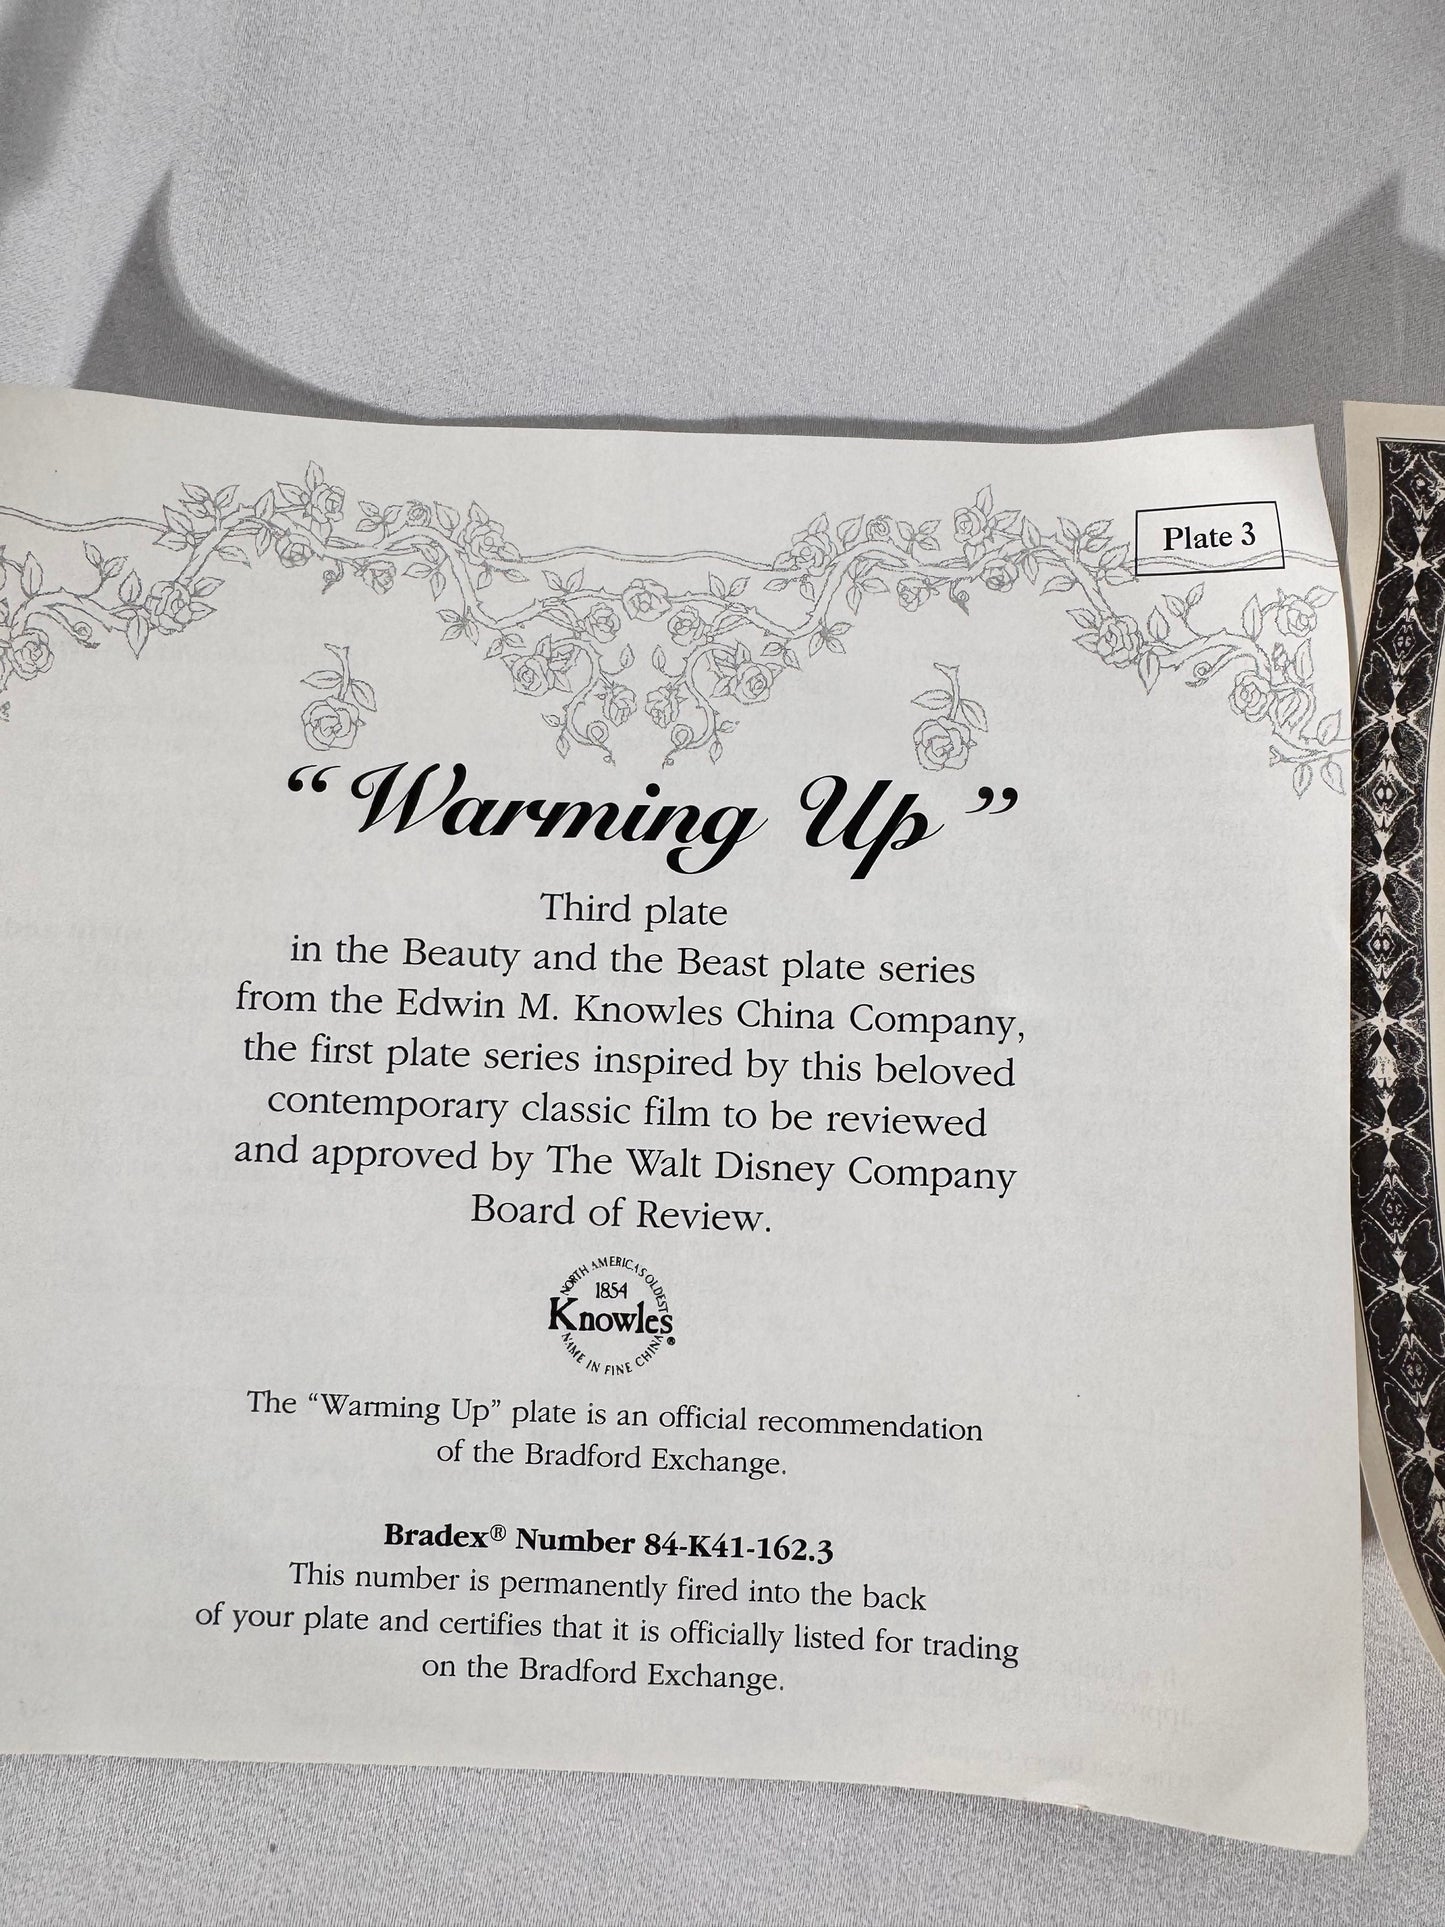 Plate 3
“Warming Up”
Third plate
in the Beauty and the Beast plate series
from the Edwin M. Knowles China Company,
the first plate series inspired by this beloved
contemporary classic film to be reviewed
and approved by The Walt Disney Company
Board of Review.
NORTH AMERICA'S OLDEST
1854
Knowles®
NAME IN FINE CHINA
The “Warming Up” plate is an official recommendation
of the Bradford Exchange.
Bradex® Number 84-K41-162.3
This number is permanently fired into the back
of your plate and certifies that it is officially listed for trading
on the Bradford Exchange.